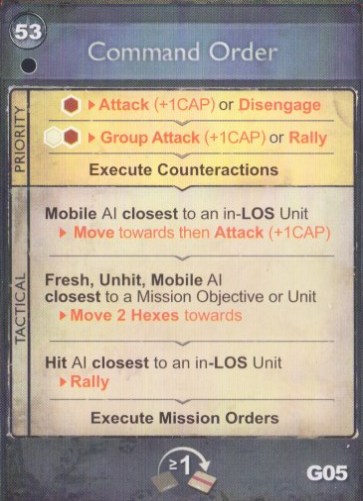 53
Command Order
PRIORITY
▸ Attack (+1CAP) or Disengage
▸ Group Attack (+1CAP) or Rally
Execute Counteractions
TACTICAL
Mobile AI closest to an in-LOS Unit
▸ Move towards then Attack (+1CAP)
Fresh, Unhit, Mobile AI
closest to a Mission Objective or Unit
▸ Move 2 Hexes towards
Hit AI closest to an in-LOS Unit
▸ Rally
Execute Mission Orders
≥1
G05